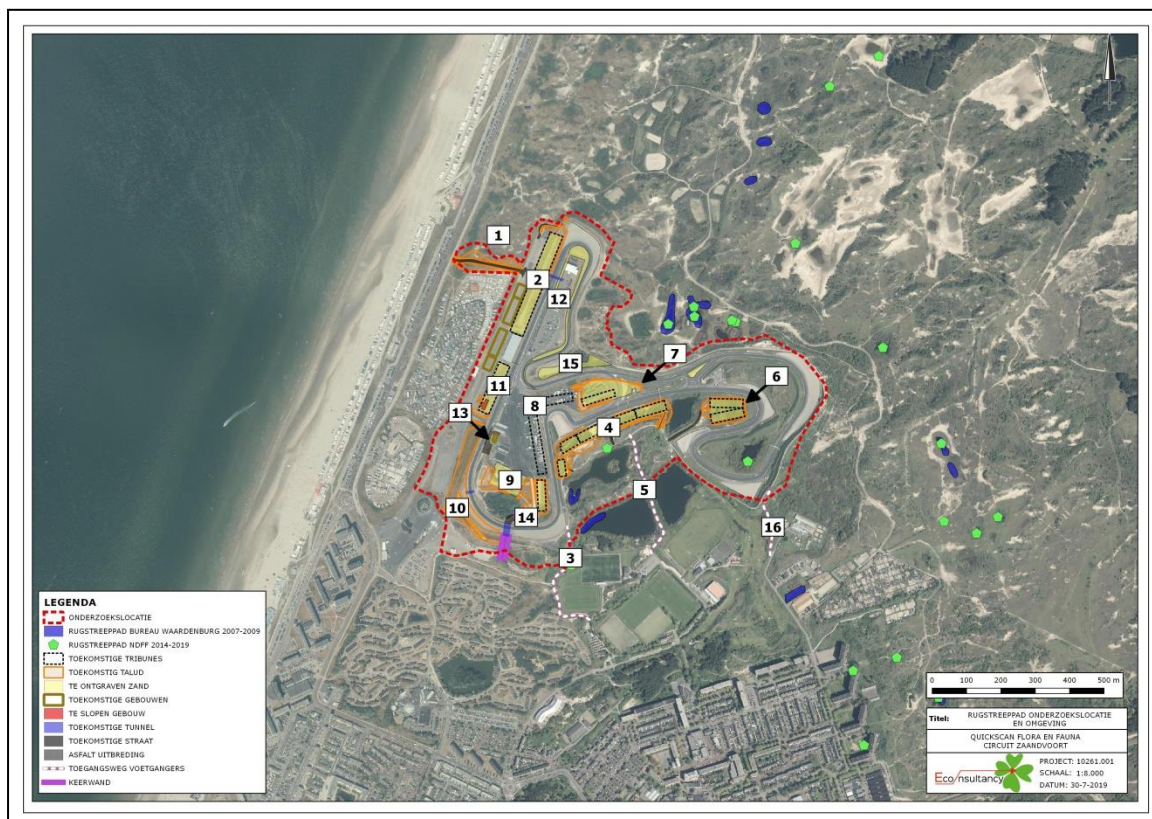 1
2
12
15
7
6
11
8
13
4
9
5
10
14
16
3
LEGENDA
ONDERZOEKSLOCATIE
RUGSTREEPPAD BUREAU WAARDENBURG 2007-2009
RUGSTREEPPAD NDFF 2014-2019
TOEKOMSTIGE TRIBUNES
TOEKOMSTIG TALUD
TE ONTGRAVEN ZAND
TOEKOMSTIGE GEBOUWEN
TE SLOPEN GEBOUW
TOEKOMSTIGE TUNNEL
TOEKOMSTIGE STRAAT
ASFALT UITBREDING
TOEGANGSWEG VOETGANGERS
KEERWAND
0 100 200 300 400 500 m
Titel: RUGSTREEPPAD ONDERZOEKSLOCATIE
EN OMGEVING
QUICKSCAN FLORA EN FAUNA
CIRCUIT ZAANDVOORT
Econsultancy
PROJECT: 10261.001
SCHAAL: 1:8.000
DATUM: 30-7-2019